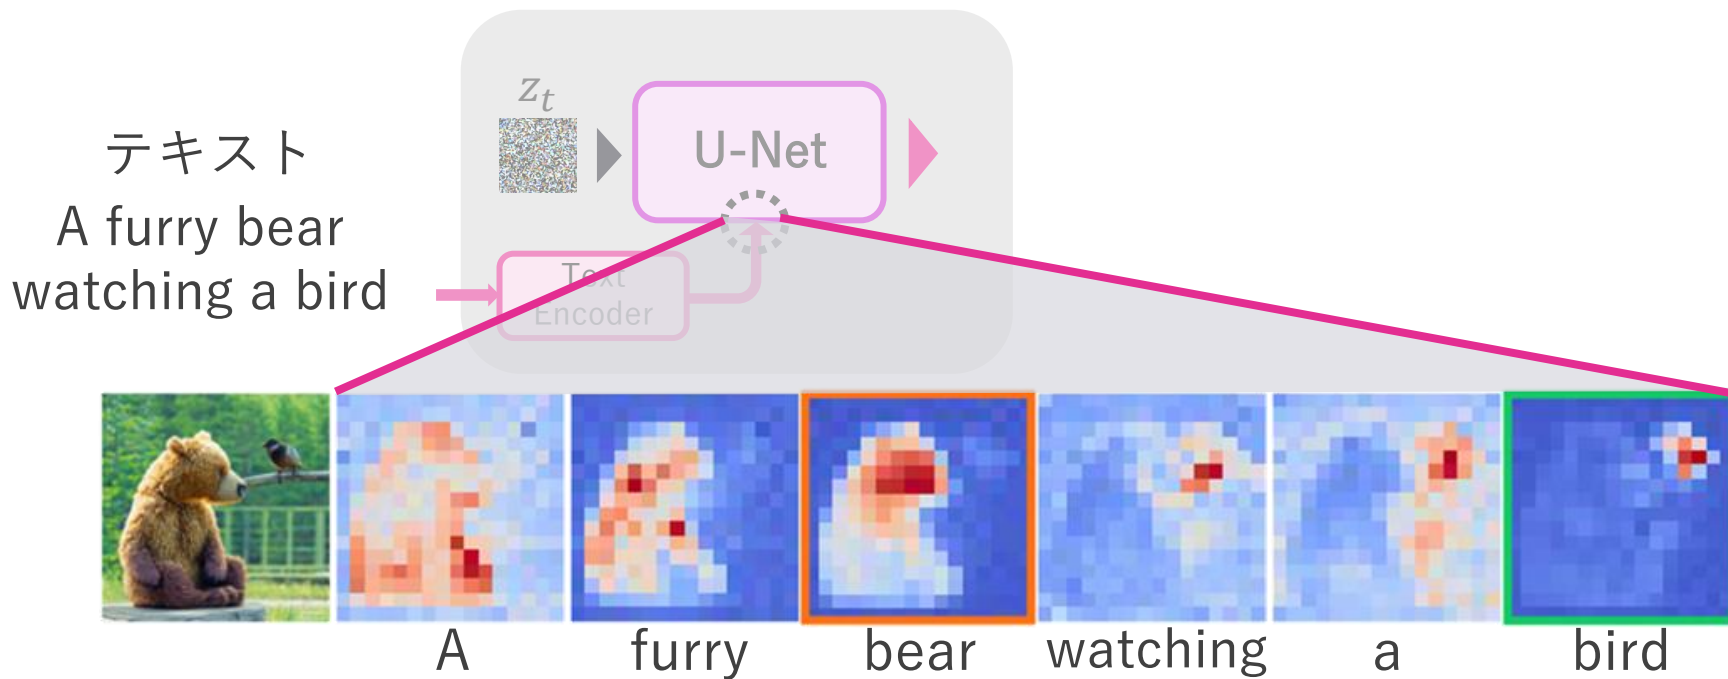 z_t
U-Net
テキスト
A furry bear
watching a bird
Text
Encoder
A
furry
bear
watching
a
bird